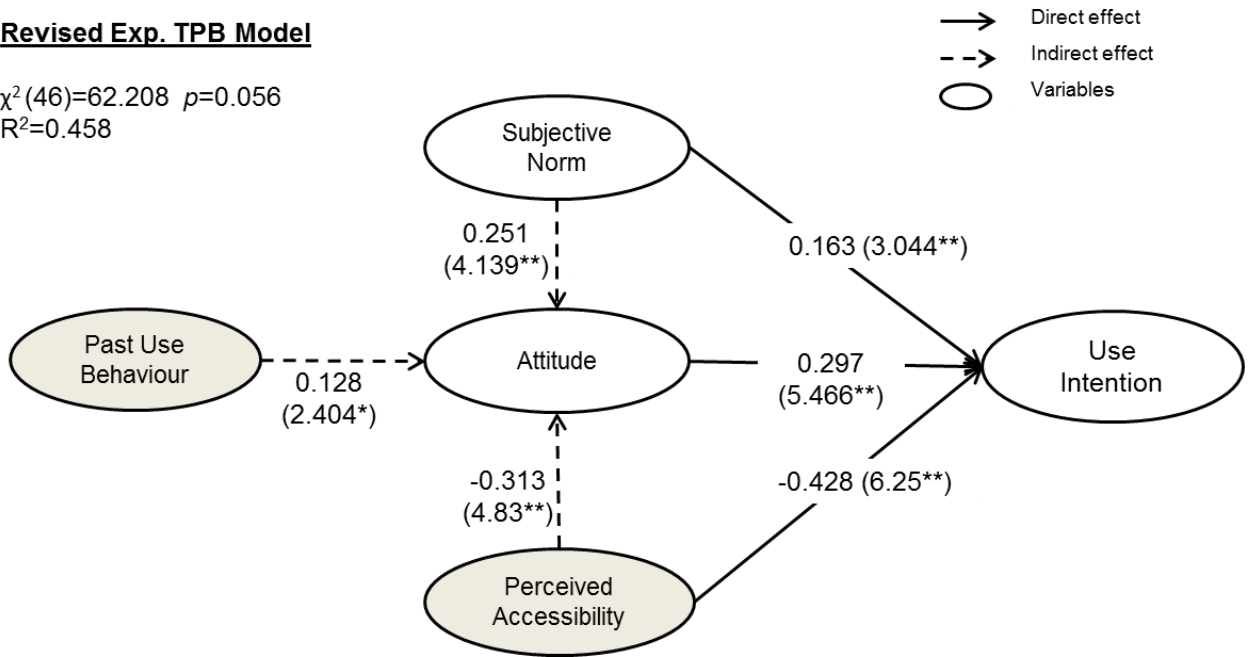 Revised Exp. TPB Model
χ² (46)=62.208 p=0.056
R²=0.458
Direct effect
Indirect effect
Variables
Subjective
Norm
0.251
(4.139**)
0.163 (3.044**)
Past Use
Behaviour
0.128
(2.404*)
Attitude
0.297
(5.466**)
Use
Intention
-0.313
(4.83**)
-0.428 (6.25**)
Perceived
Accessibility